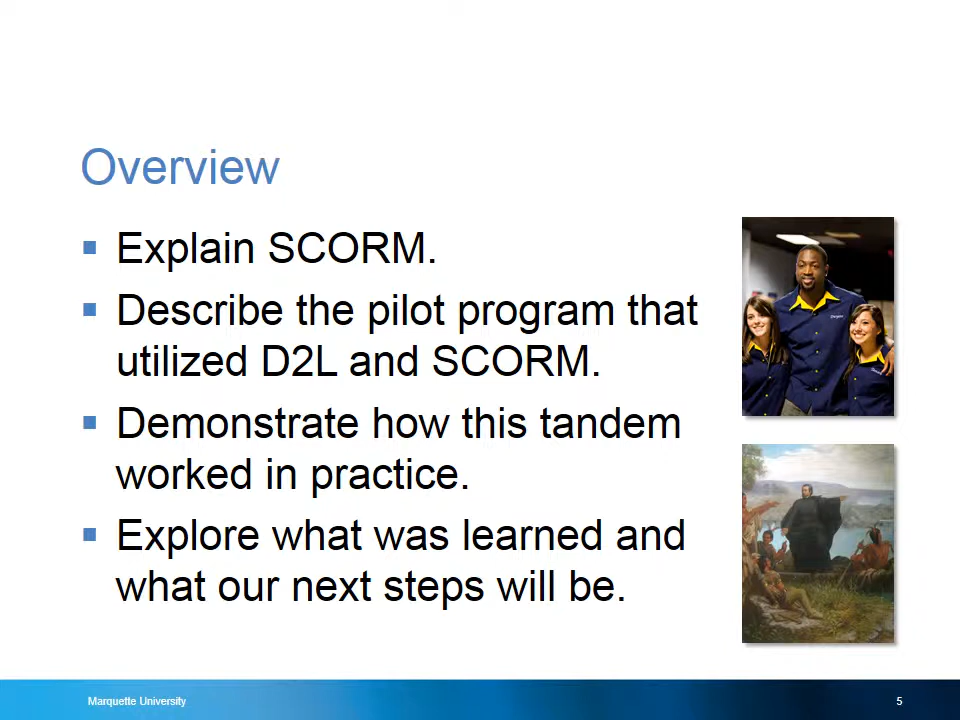 Overview
Explain SCORM.
Describe the pilot program that
utilized D2L and SCORM.
Demonstrate how this tandem
worked in practice.
Explore what was learned and
what our next steps will be.
Marquette University
5